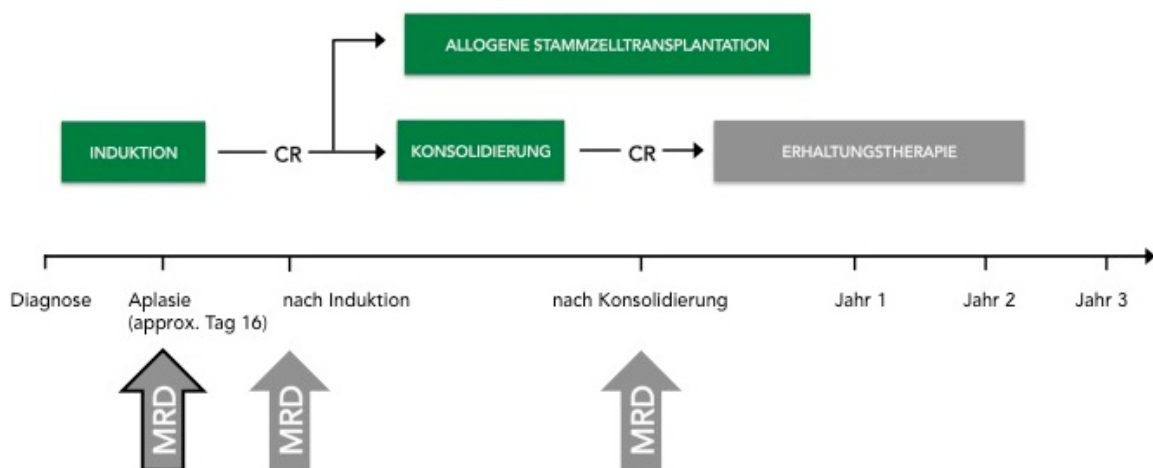 ALLOGENE STAMMZELLTRANSPLANTATION
INDUKTION
CR
KONSOLIDIERUNG
CR
ERHALTUNGSTHERAPIE
Diagnose
Aplasie
(approx. Tag 16)
nach Induktion
nach Konsolidierung
Jahr 1
Jahr 2
Jahr 3
MRD
MRD
MRD